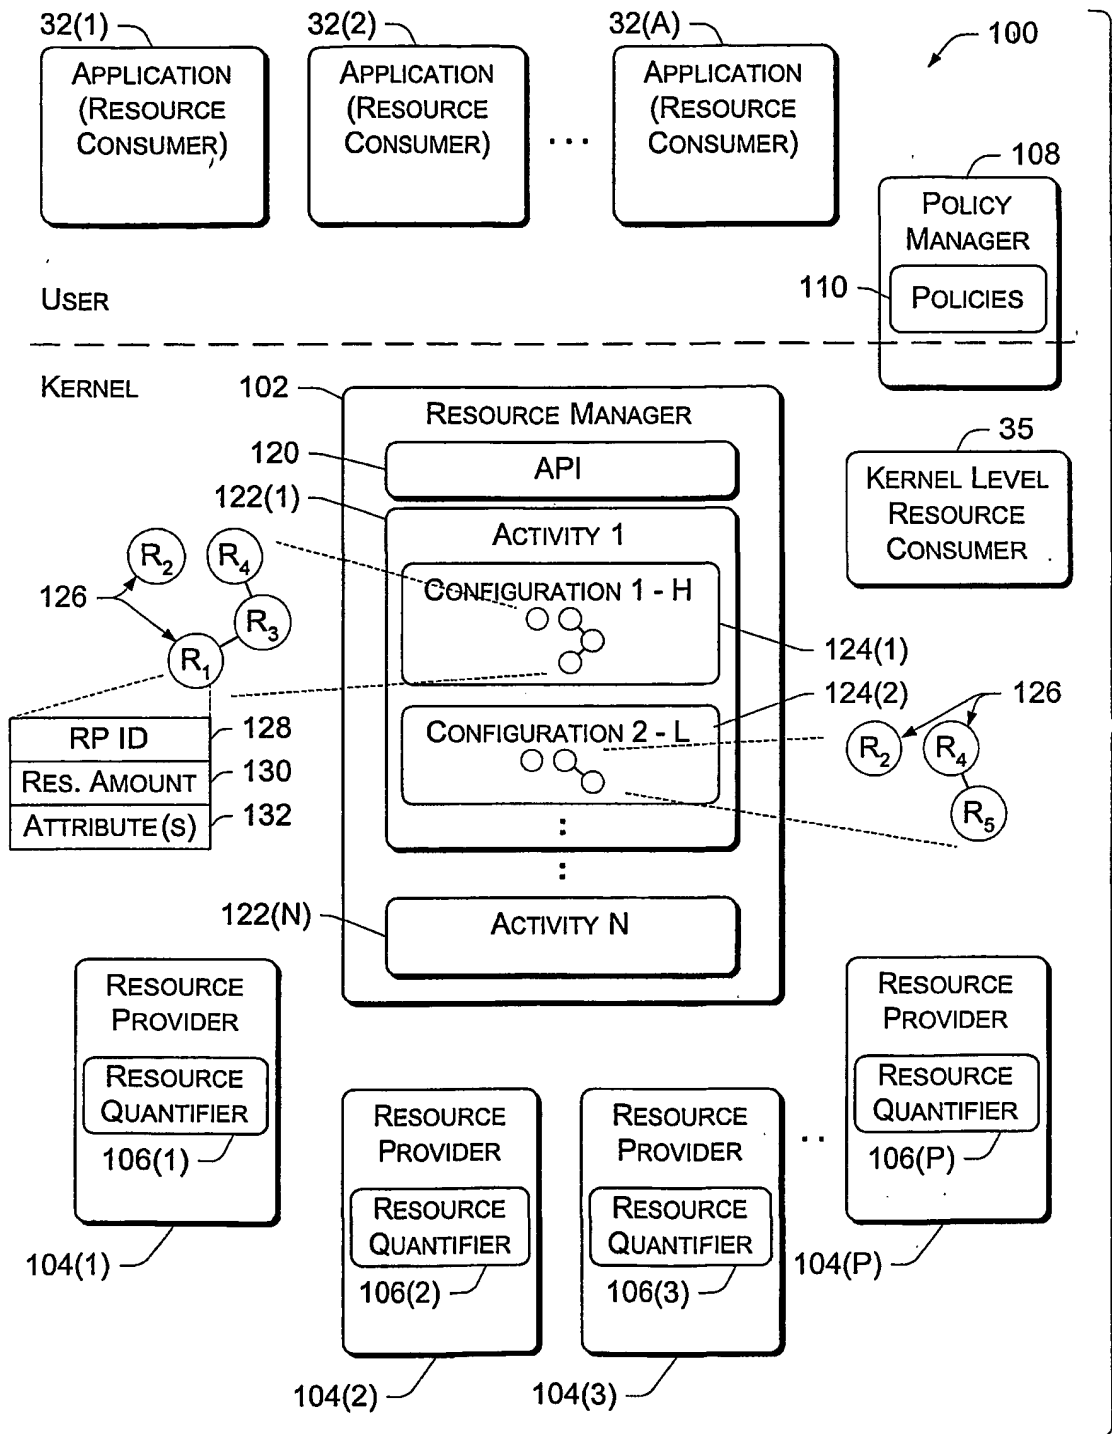 32(1)
32(2)
32(A)
100
APPLICATION
(RESOURCE
CONSUMER)
APPLICATION
(RESOURCE
CONSUMER)
. . .
APPLICATION
(RESOURCE
CONSUMER)
108
POLICY
MANAGER
110
POLICIES
USER
KERNEL
102
RESOURCE MANAGER
120
API
35
KERNEL LEVEL
RESOURCE
CONSUMER
122(1)
ACTIVITY 1
CONFIGURATION 1 - H
124(1)
R2
R4
126
R3
R1
RP ID
128
RES. AMOUNT
130
ATTRIBUTE(S)
132
124(2)
CONFIGURATION 2 - L
126
R2
R4
R5
:
:
122(N)
ACTIVITY N
RESOURCE
PROVIDER
RESOURCE
QUANTIFIER
106(1)
104(1)
RESOURCE
PROVIDER
RESOURCE
QUANTIFIER
106(2)
104(2)
RESOURCE
PROVIDER
RESOURCE
QUANTIFIER
106(3)
104(3)
. .
RESOURCE
PROVIDER
RESOURCE
QUANTIFIER
106(P)
104(P)